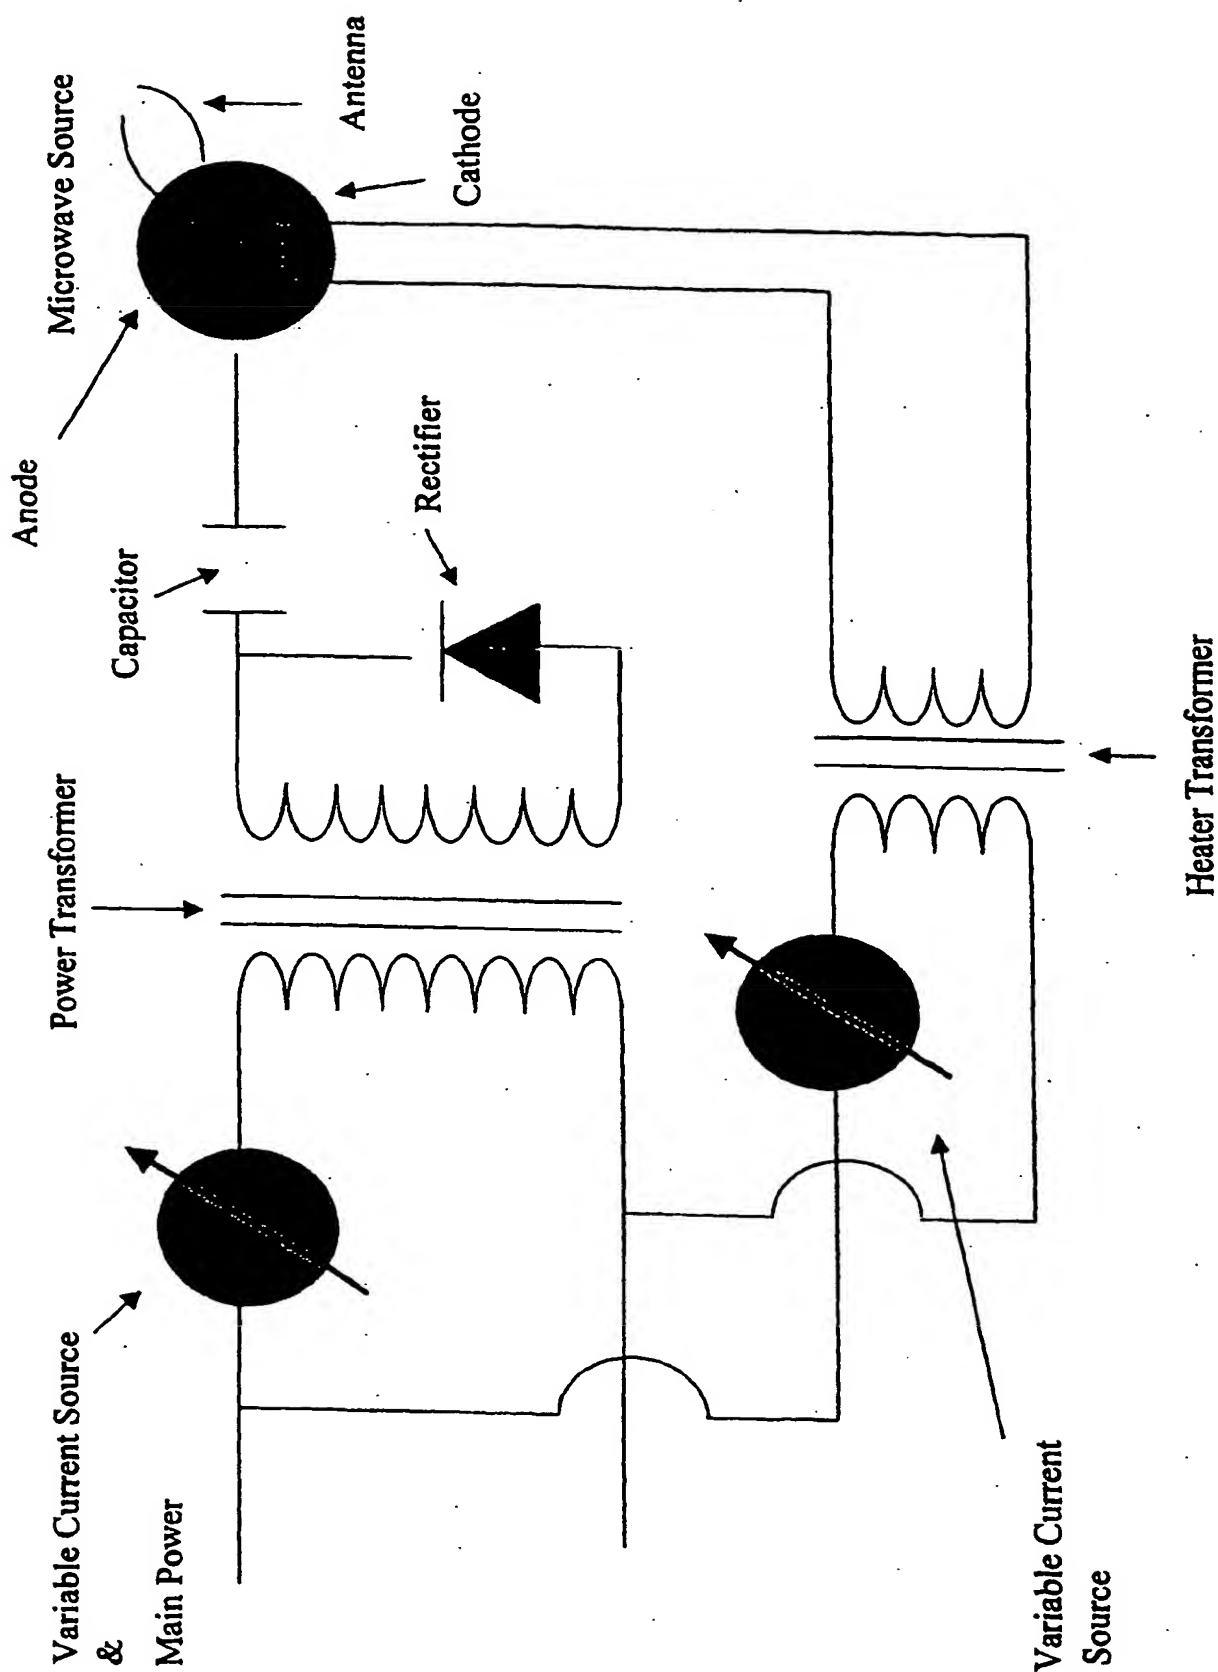 Variable Current Source
&
Main Power
Power Transformer
Capacitor
Anode
Microwave Source
Antenna
Cathode
Rectifier
Variable Current
Source
Heater Transformer